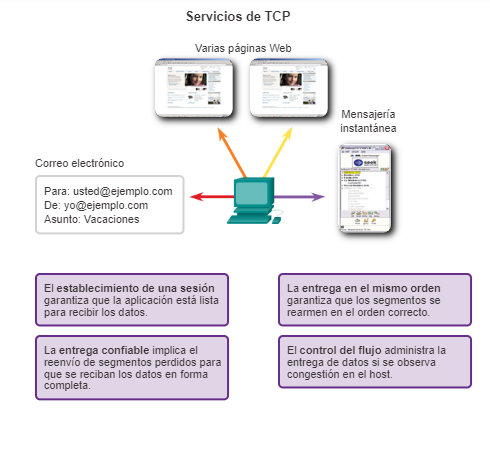 Servicios de TCP
Varias páginas Web
Mensajería
instantánea
Correo electrónico
Para: usted@ejemplo.com
De: yo@ejemplo.com
Asunto: Vacaciones
El establecimiento de una sesión
garantiza que la aplicación está lista
para recibir los datos.
La entrega en el mismo orden
garantiza que los segmentos se
rearmen en el orden correcto.
La entrega confiable implica el
reenvío de segmentos perdidos para
que se reciban los datos en forma
completa.
El control del flujo administra la
entrega de datos si se observa
congestión en el host.